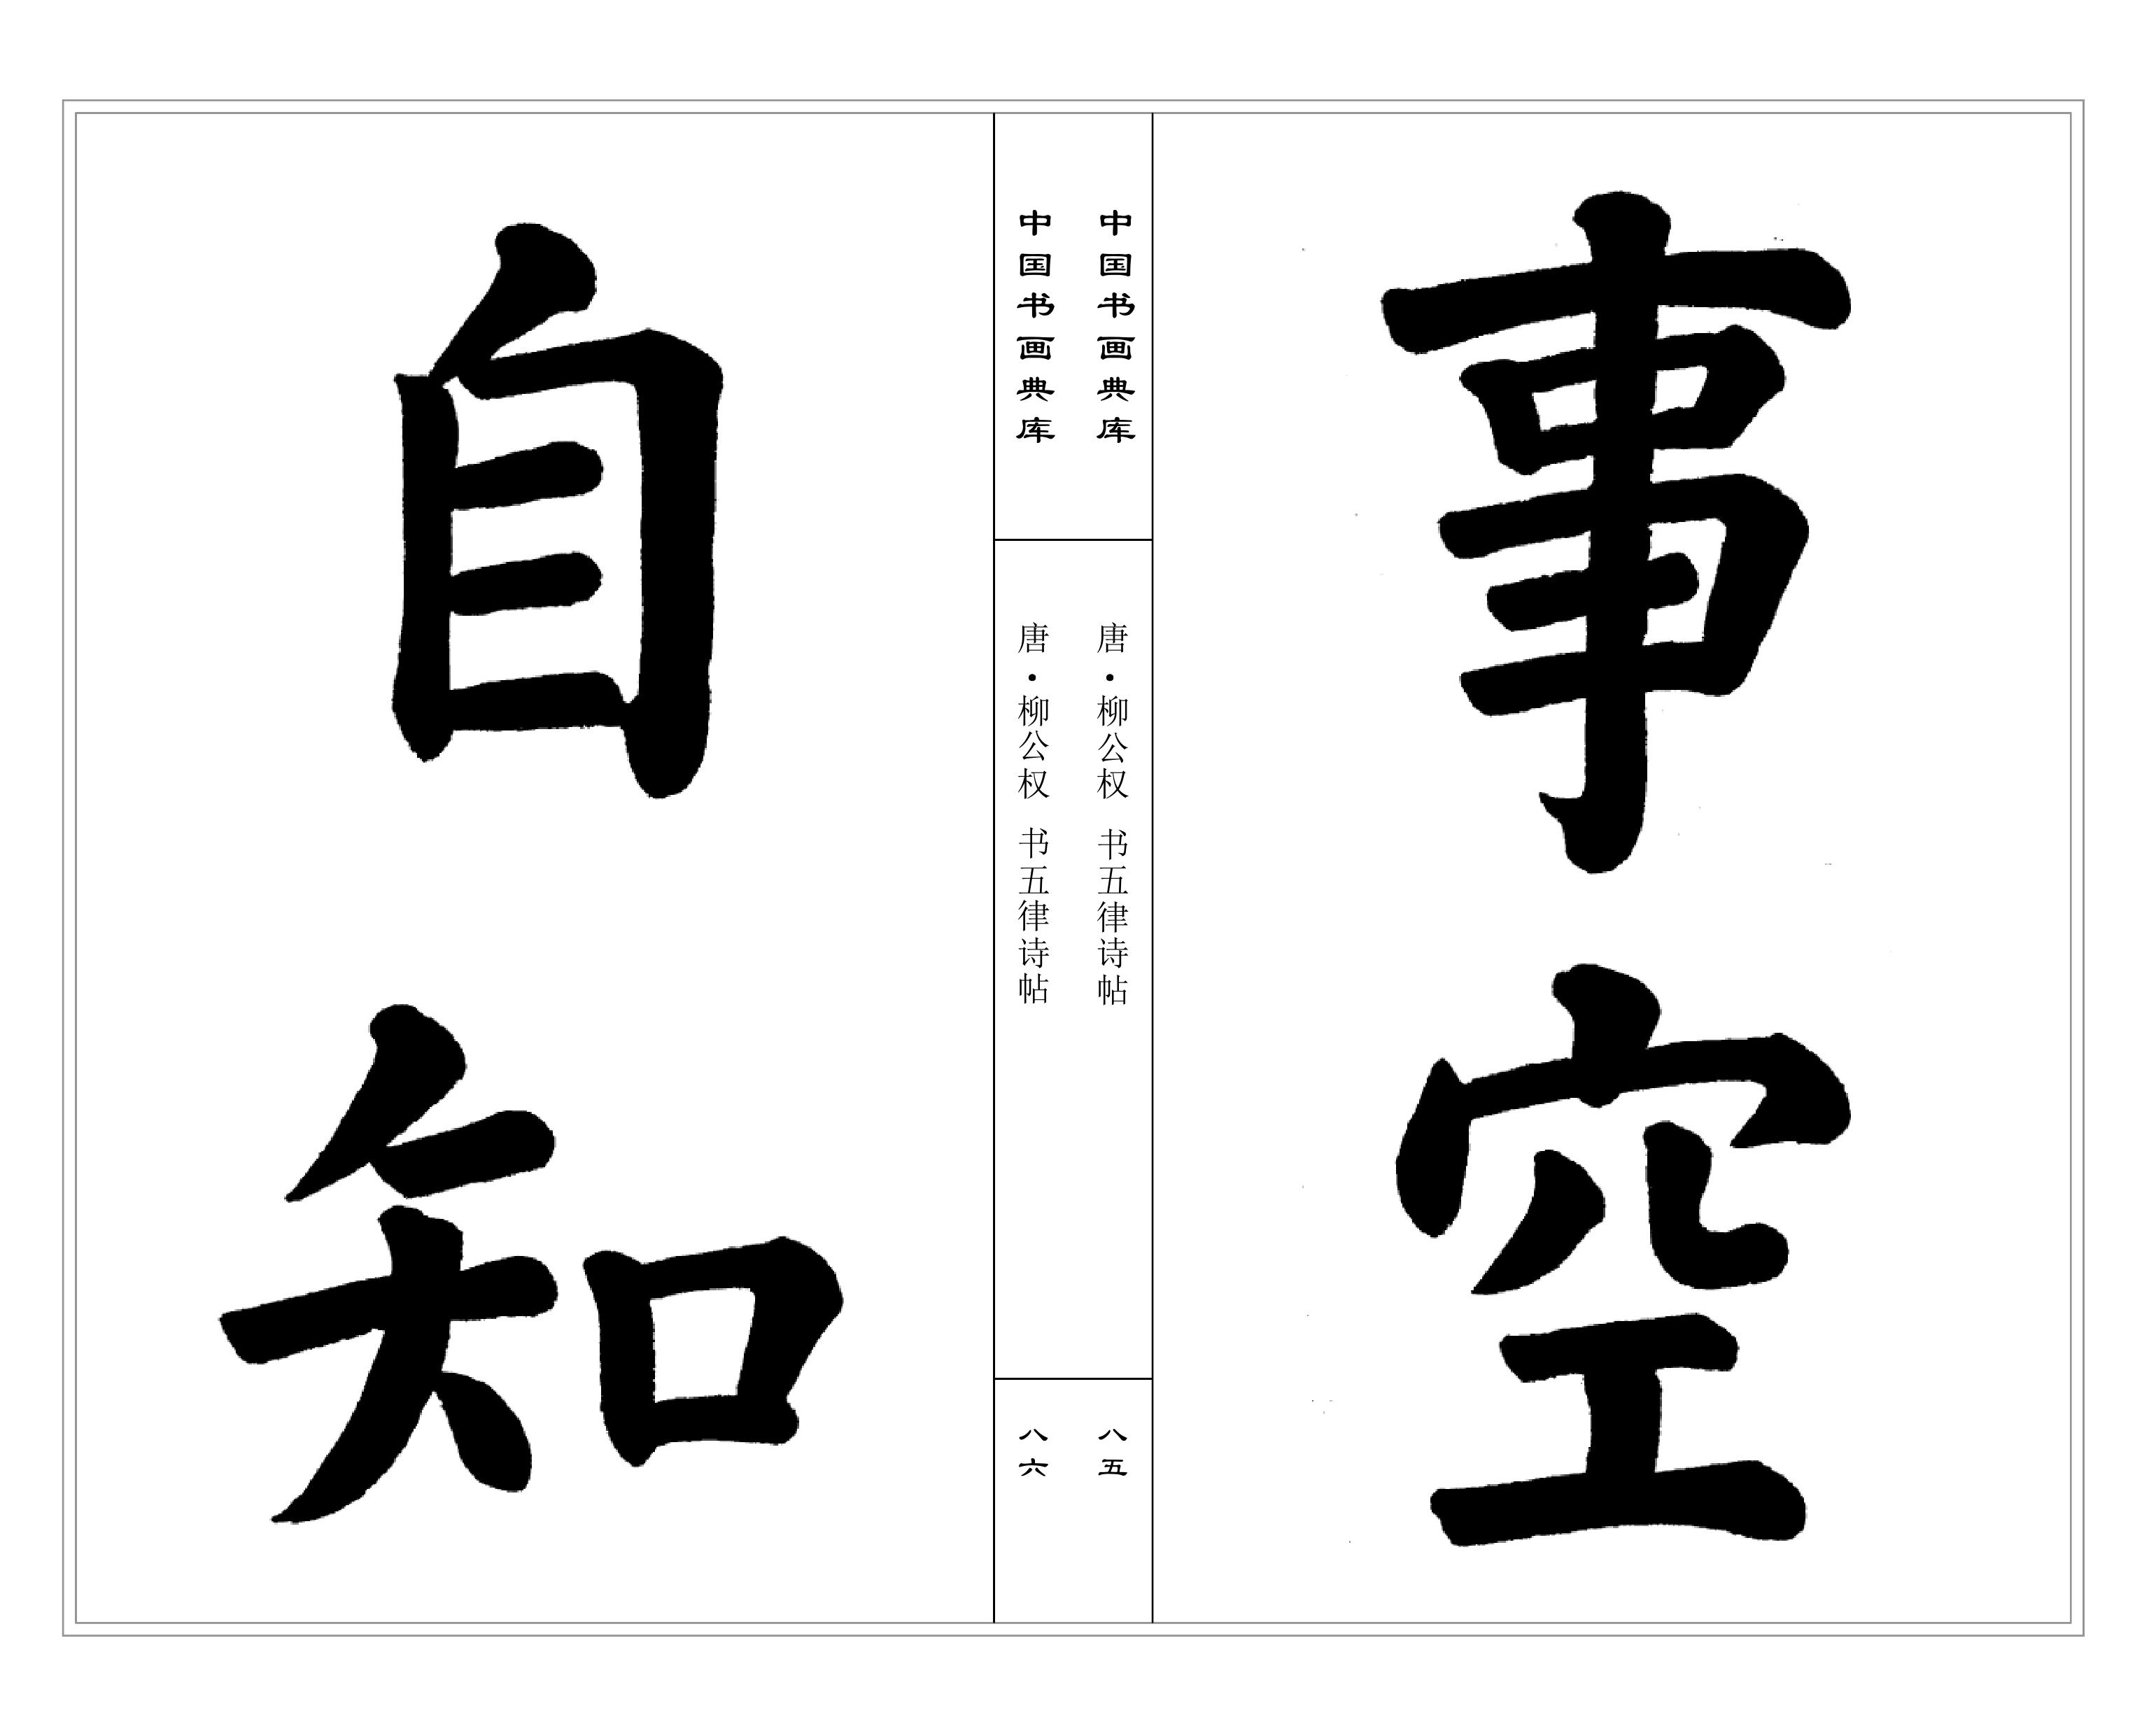 事空
中国书画典库
唐·柳公权 书五律诗帖
八五
中国书画典库
唐·柳公权 书五律诗帖
八六
自知